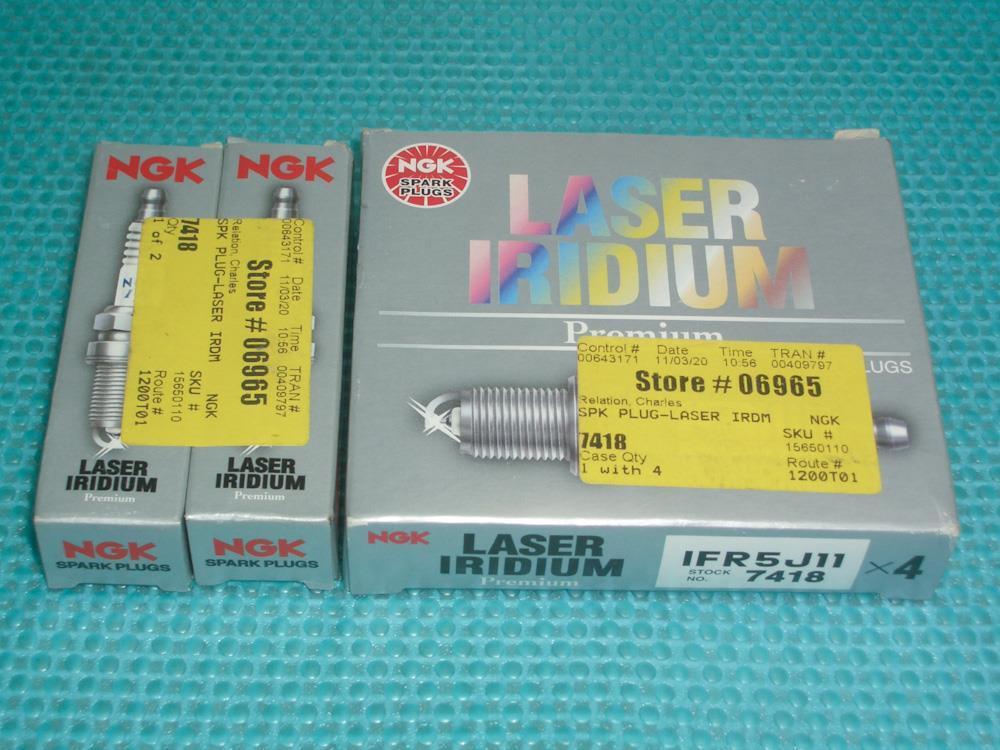 NGK
NGK
Control # Date Time TRAN #
00643171 11/03/20 10:56 00409797
Store # 06965
Relation, Charles
SPK PLUG-LASER IRDM NGK
7418 SKU #
15650110
Qty Route #
1 of 2 1200T01
LASER
IRIDIUM
Premium
NGK
SPARK PLUGS
LASER
IRIDIUM
Premium
NGK
SPARK PLUGS
NGK
SPARK
PLUGS
LASER
IRIDIUM
Premium
LUGS
Control # Date Time TRAN #
00643171 11/03/20 10:56 00409797
Store # 06965
Relation, Charles
SPK PLUG-LASER IRDM NGK
7418 SKU #
15650110
Case Qty Route #
1 with 4 1200T01
NGK
LASER
IRIDIUM
Premium
IFR5J11
STOCK NO. 7418
×4